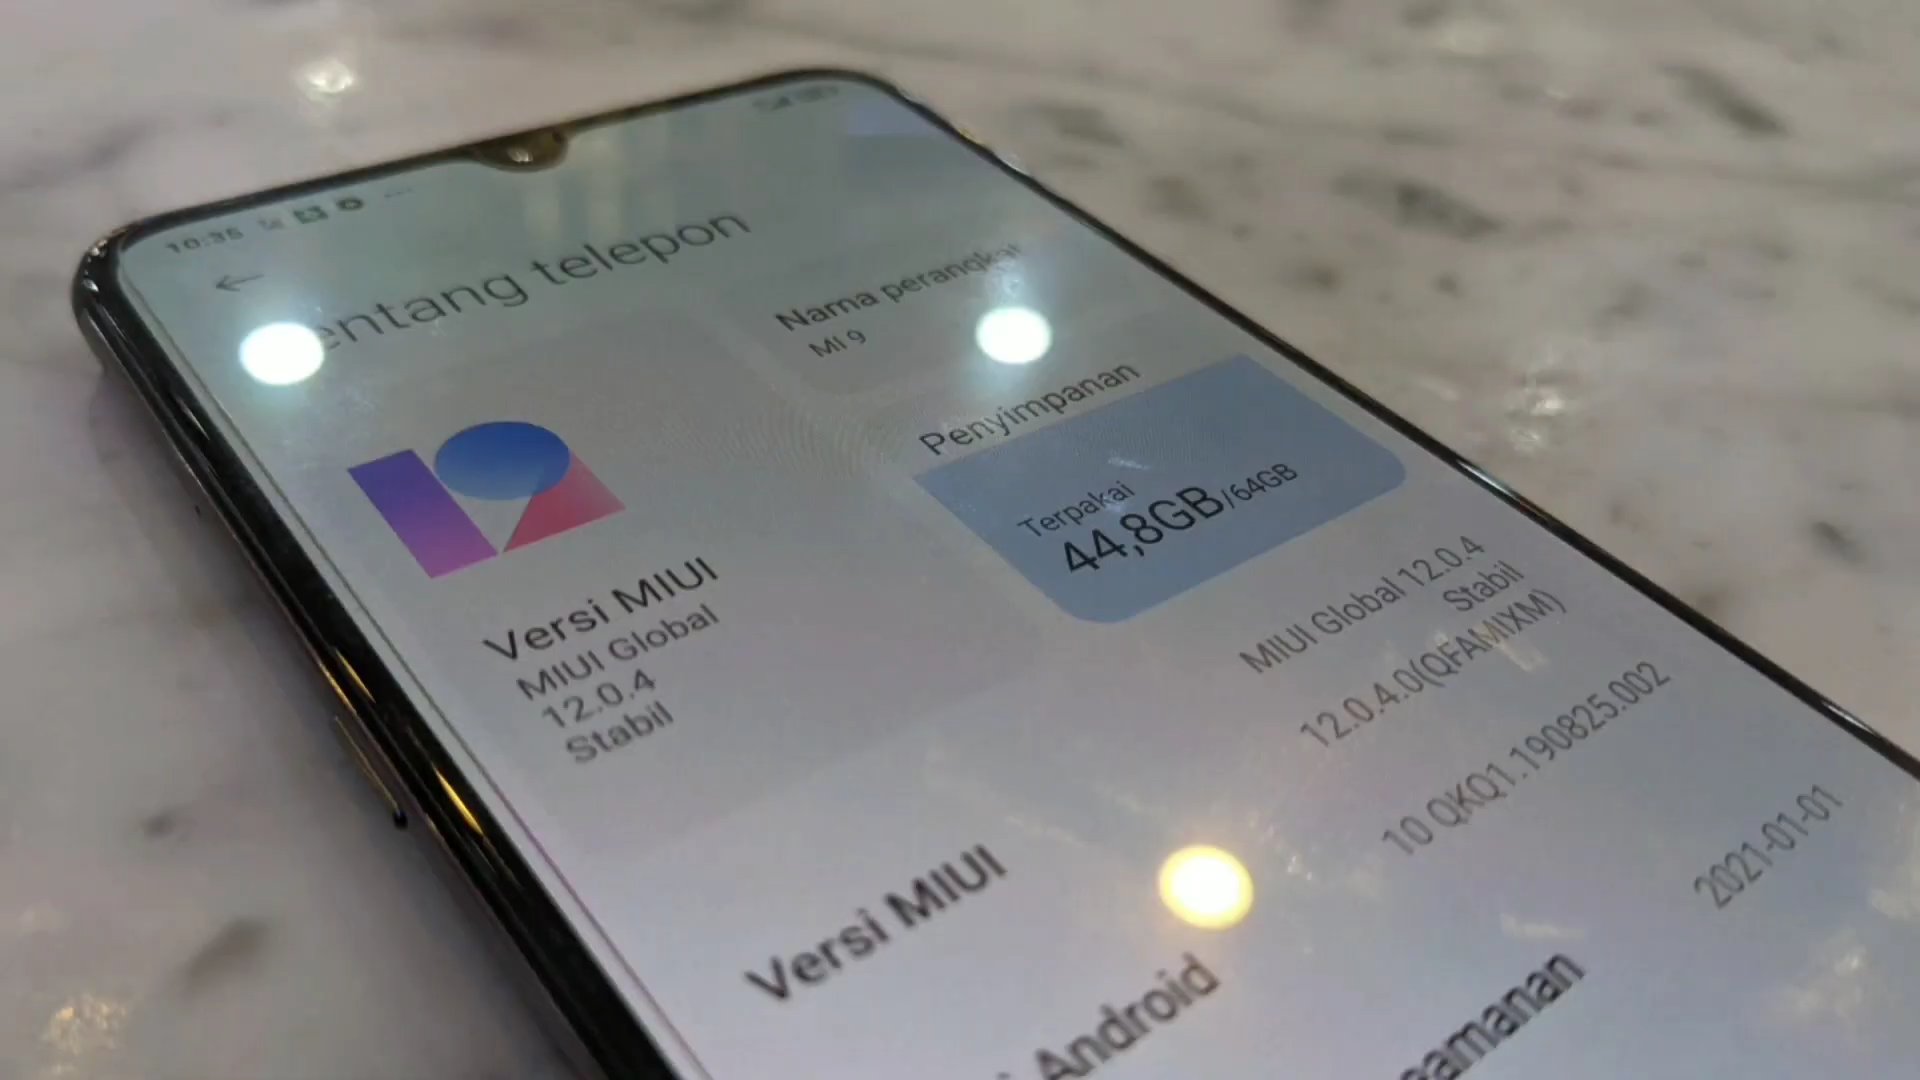 10:35
entang telepon
Nama perangkat
MI 9
Penyimpanan
Terpakai
44,8GB/64GB
Versi MIUI
MIUI Global
12.0.4
Stabil
Versi MIUI
MIUI Global 12.0.4
Stabil
12.0.4.0(QFAMIXM)
Android
10 QKQ1.190825.002
eamanan
2021-01-01